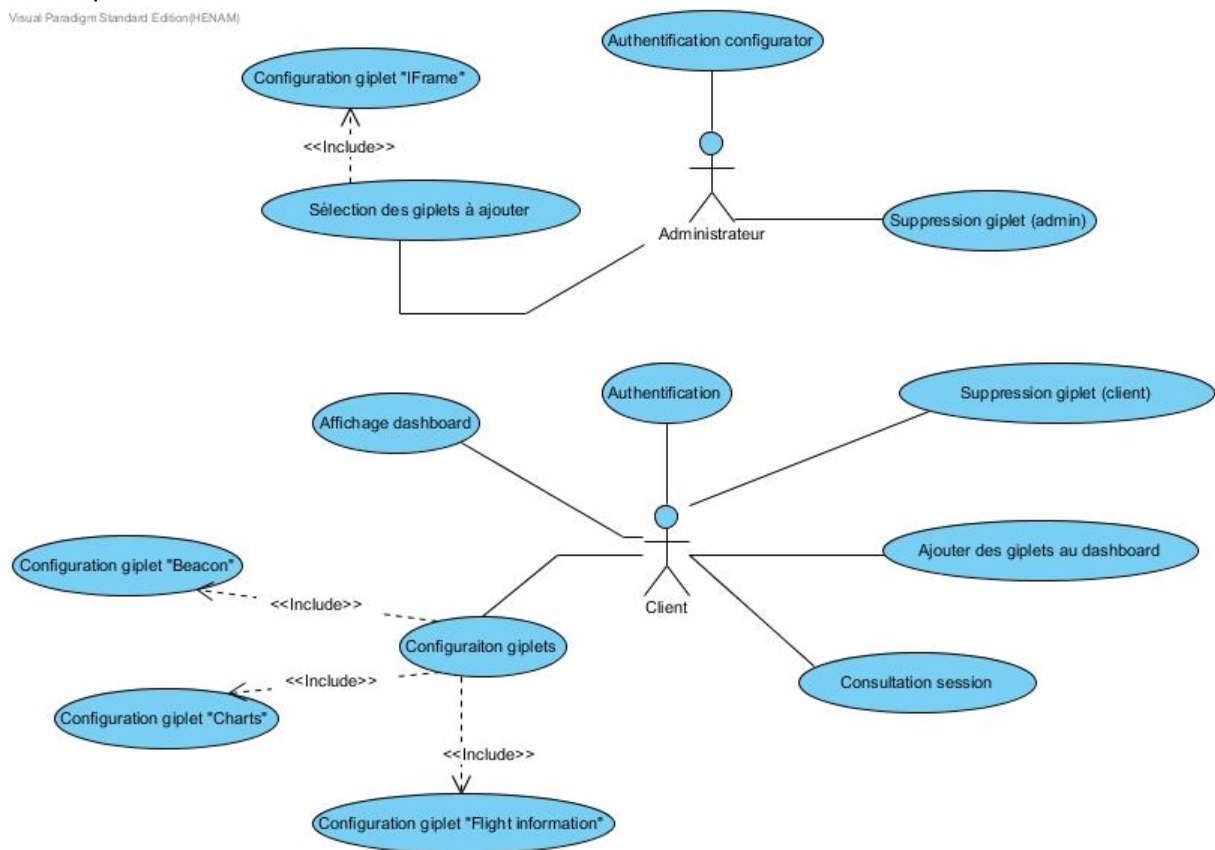 Visual Paradigm Standard Edition(HENAM)
Authentification configurator
Configuration giplet "IFrame"
<<Include>>
Sélection des giplets à ajouter
Administrateur
Suppression giplet (admin)
Authentification
Suppression giplet (client)
Affichage dashboard
Ajouter des giplets au dashboard
Configuration giplet "Beacon"
<<Include>>
Client
Configuraiton giplets
Consultation session
<<Include>>
Configuration giplet "Charts"
<<Include>>
Configuration giplet "Flight information"